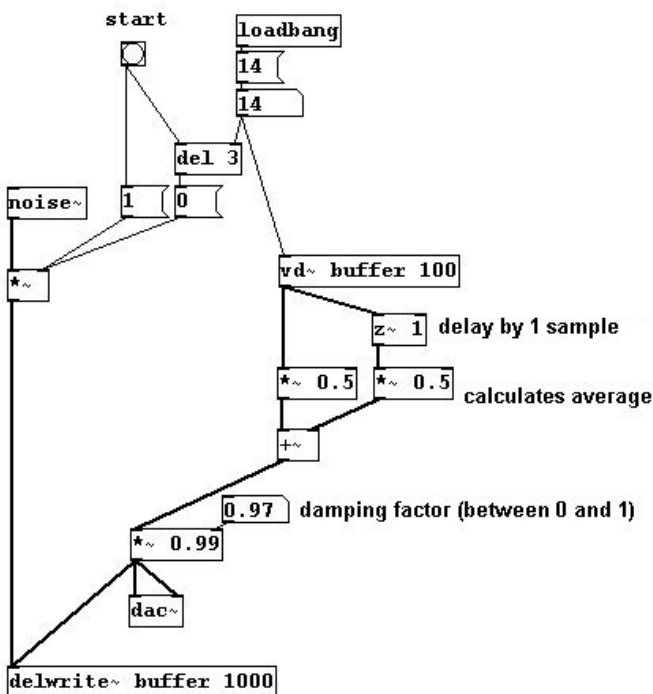 start
loadbang
14
14
del 3
noise~
1
0
*~
vd~ buffer 100
z~ 1
delay by 1 sample
*~ 0.5
*~ 0.5
calculates average
+~
0.97
damping factor (between 0 and 1)
*~ 0.99
dac~
delwrite~ buffer 1000